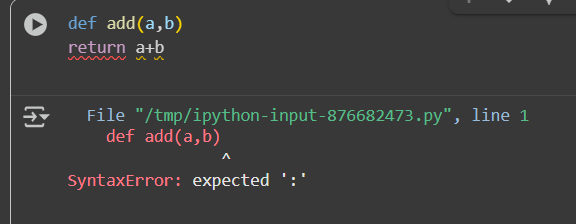 def add(a,b)
return a+b
File "/tmp/ipython-input-876682473.py", line 1
def add(a,b)
^
SyntaxError: expected ':'